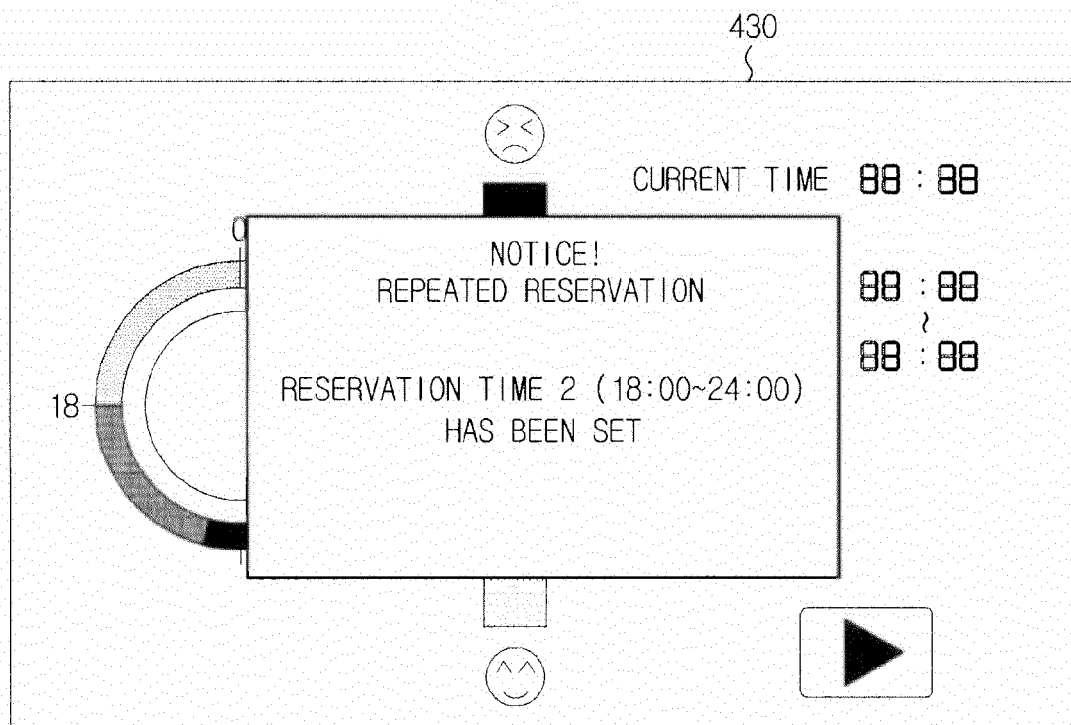 430
CURRENT TIME 88 : 88
0
NOTICE!
REPEATED RESERVATION
88 : 88
~
88 : 88
RESERVATION TIME 2 (18:00~24:00)
HAS BEEN SET
18